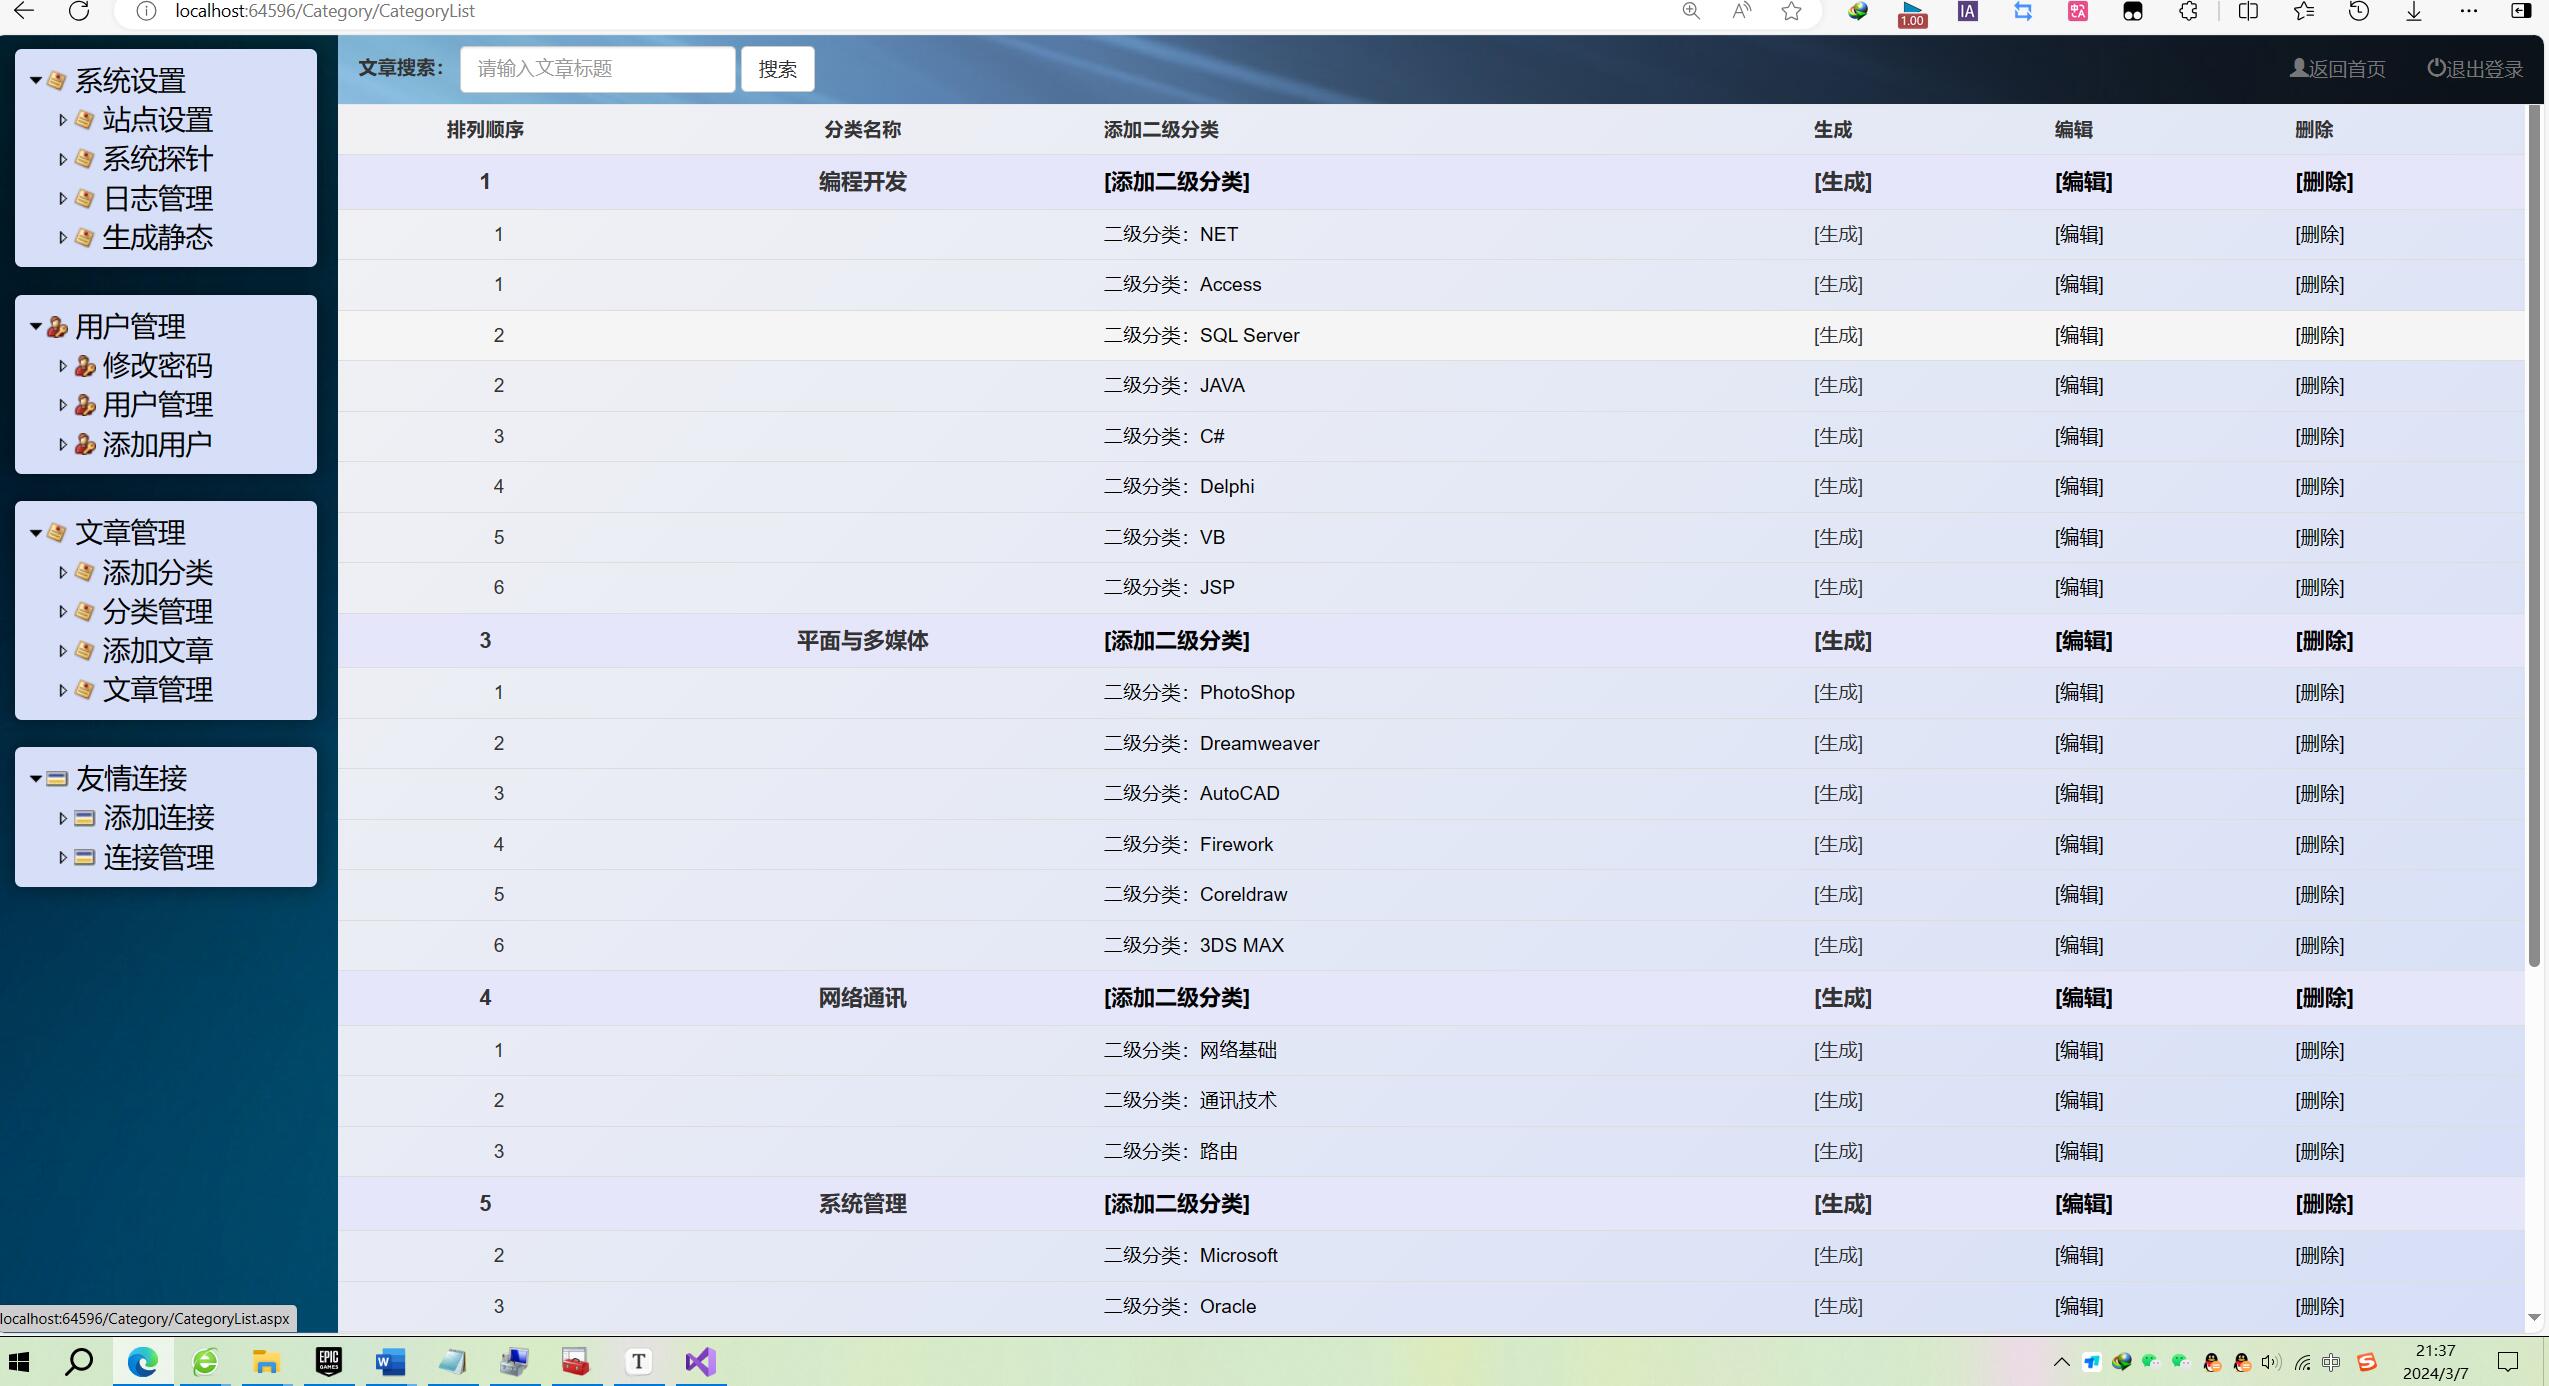 localhost:64596/Category/CategoryList
1.00
IA
系统设置
站点设置
系统探针
日志管理
生成静态
用户管理
修改密码
用户管理
添加用户
文章管理
添加分类
分类管理
添加文章
文章管理
友情连接
添加连接
连接管理
文章搜索： 请输入文章标题 搜索 返回首页 退出登录
排列顺序 分类名称 添加二级分类 生成 编辑 删除
1 编程开发 [添加二级分类] [生成] [编辑] [删除]
1 二级分类：NET [生成] [编辑] [删除]
1 二级分类：Access [生成] [编辑] [删除]
2 二级分类：SQL Server [生成] [编辑] [删除]
2 二级分类：JAVA [生成] [编辑] [删除]
3 二级分类：C# [生成] [编辑] [删除]
4 二级分类：Delphi [生成] [编辑] [删除]
5 二级分类：VB [生成] [编辑] [删除]
6 二级分类：JSP [生成] [编辑] [删除]
3 平面与多媒体 [添加二级分类] [生成] [编辑] [删除]
1 二级分类：PhotoShop [生成] [编辑] [删除]
2 二级分类：Dreamweaver [生成] [编辑] [删除]
3 二级分类：AutoCAD [生成] [编辑] [删除]
4 二级分类：Firework [生成] [编辑] [删除]
5 二级分类：Coreldraw [生成] [编辑] [删除]
6 二级分类：3DS MAX [生成] [编辑] [删除]
4 网络通讯 [添加二级分类] [生成] [编辑] [删除]
1 二级分类：网络基础 [生成] [编辑] [删除]
2 二级分类：通讯技术 [生成] [编辑] [删除]
3 二级分类：路由 [生成] [编辑] [删除]
5 系统管理 [添加二级分类] [生成] [编辑] [删除]
2 二级分类：Microsoft [生成] [编辑] [删除]
3 二级分类：Oracle [生成] [编辑] [删除]
localhost:64596/Category/CategoryList.aspx
EPIC
GAMES
W
T
中
S
21:37
2024/3/7